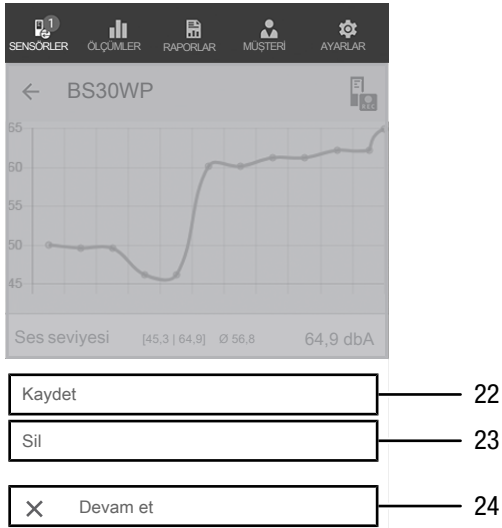 1
SENSÖRLER ÖLÇÜMLER RAPORLAR MÜŞTERİ AYARLAR
BS30WP
REC
65
60
55
50
45
Ses seviyesi [45,3 | 64,9] Ø 56,8 64,9 dbA
Kaydet 22
Sil 23
Devam et 24